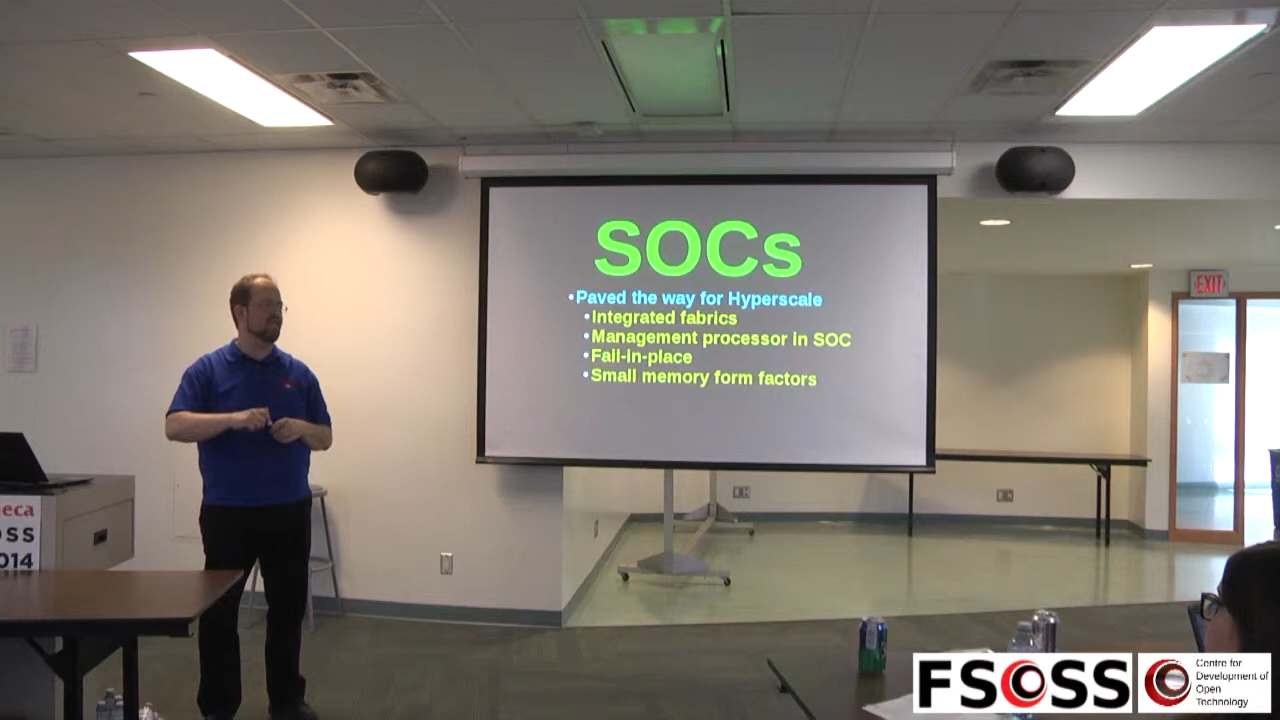 SOCs
•Paved the way for Hyperscale
•Integrated fabrics
•Management processor in SOC
•Fall-in-place
•Small memory form factors
EXIT
eca
OSS
014
FSOSS
Centre for
Development of
Open
Technology